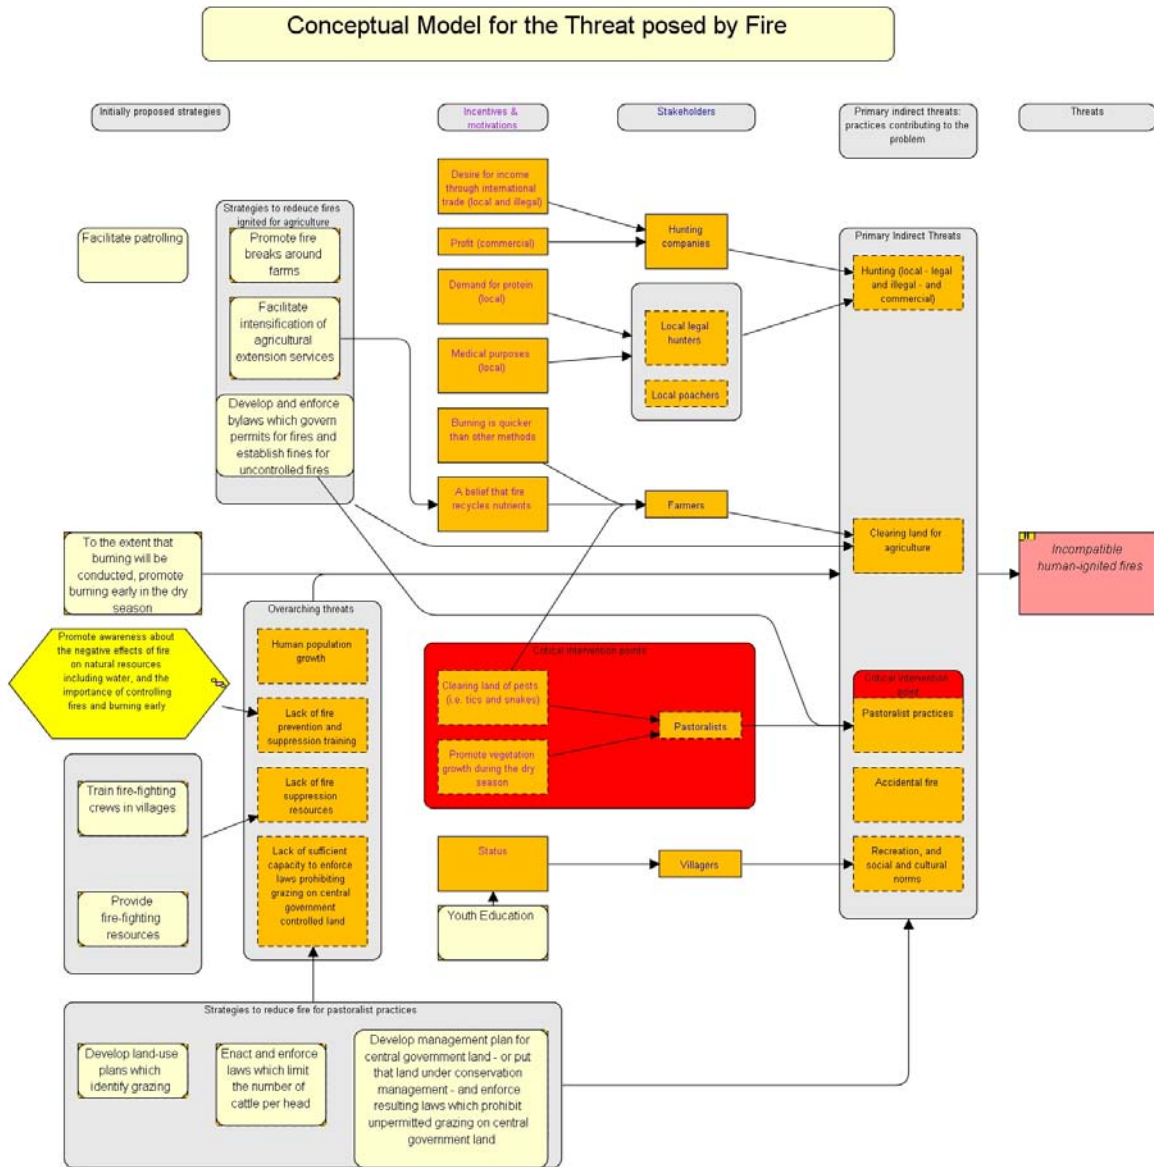 Conceptual Model for the Threat posed by Fire
Initially proposed strategies
Incentives &
motivations
Stakeholders
Primary indirect threats:
practices contributing to the
problem
Threats
Facilitate patrolling
Strategies to redeuce fires
ignited for agriculture
Promote fire
breaks around
farms
Facilitate
intensification of
agricultural
extension services
Develop and enforce
bylaws which govern
permits for fires and
establish fines for
uncontrolled fires
Desire for income
through international
trade (local and illegal)
Profit (commercial)
Demand for protein
(local)
Medical purposes
(local)
Burning is quicker
than other methods
A belief that fire
recycles nutrients
Hunting
companies
Local legal
hunters
Local poachers
Farmers
Primary Indirect Threats
Hunting (local - legal
and illegal - and
commercial)
Clearing land for
agriculture
Incompatible
human-ignited fires
To the extent that
burning will be
conducted, promote
burning early in the dry
season
Promote awareness about
the negative effects of fire
on natural resources
including water, and the
importance of controlling
fires and burning early
Overarching threats
Human population
growth
Lack of fire
prevention and
suppression training
Lack of fire
suppression
resources
Lack of sufficient
capacity to enforce
laws prohibiting
grazing on central
government
controlled land
Critical intervention points
Clearing land of pests
(i.e. tics and snakes)
Promote vegetation
growth during the dry
season
Pastoralists
Critical intervention
point
Pastoralist practices
Accidental fire
Recreation, and
social and cultural
norms
Train fire-fighting
crews in villages
Provide
fire-fighting
resources
Status
Villagers
Youth Education
Strategies to reduce fire for pastoralist practices
Develop land-use
plans which
identify grazing
Enact and enforce
laws which limit
the number of
cattle per head
Develop management plan for
central government land - or put
that land under conservation
management - and enforce
resulting laws which prohibit
unpermitted grazing on central
government land